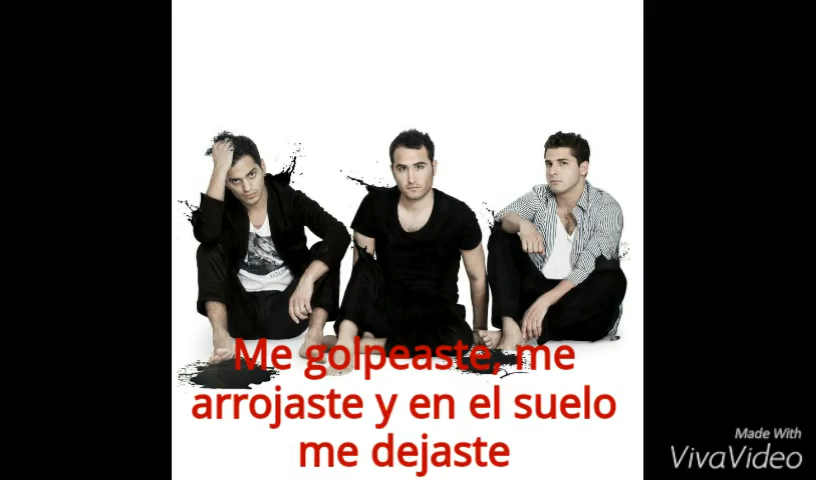 Me golpeaste, me
arrojaste y en el suelo
me dejaste
Made With
VivaVideo